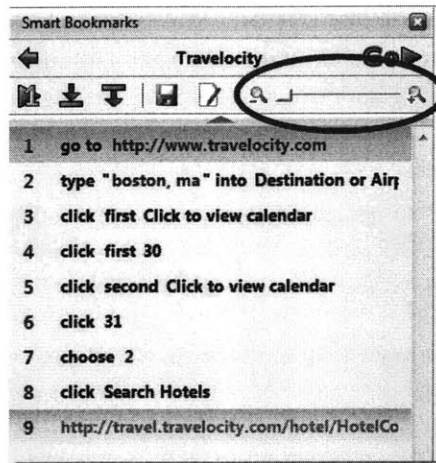 Smart Bookmarks
Travelocity Go
1 go to http://www.travelocity.com
2 type "boston, ma" into Destination or Air
3 click first Click to view calendar
4 click first 30
5 click second Click to view calendar
6 click 31
7 choose 2
8 click Search Hotels
9 http://travel.travelocity.com/hotel/HotelCo